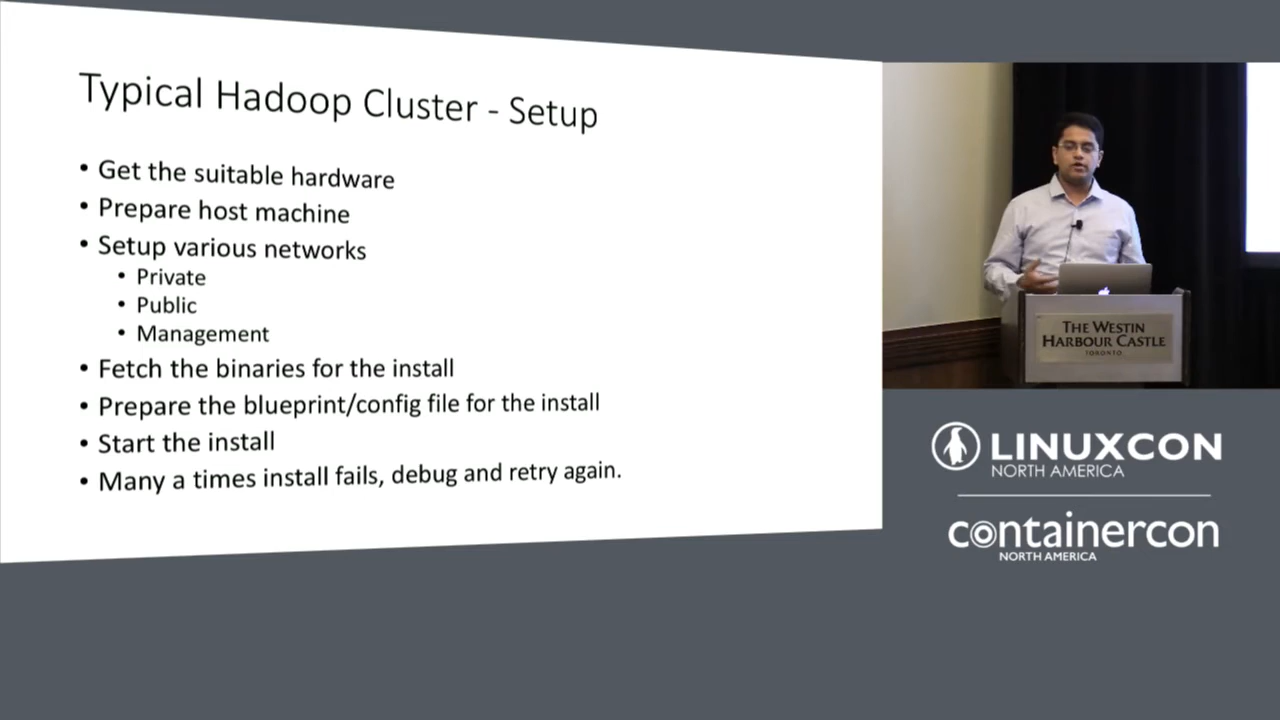 Typical Hadoop Cluster - Setup
• Get the suitable hardware
• Prepare host machine
• Setup various networks
• Private
• Public
• Management
• Fetch the binaries for the install
• Prepare the blueprint/config file for the install
• Start the install
• Many a times install fails, debug and retry again.
THE WESTIN
HARBOUR CASTLE
TORONTO
LINUXCON
NORTH AMERICA
containercon
NORTH AMERICA